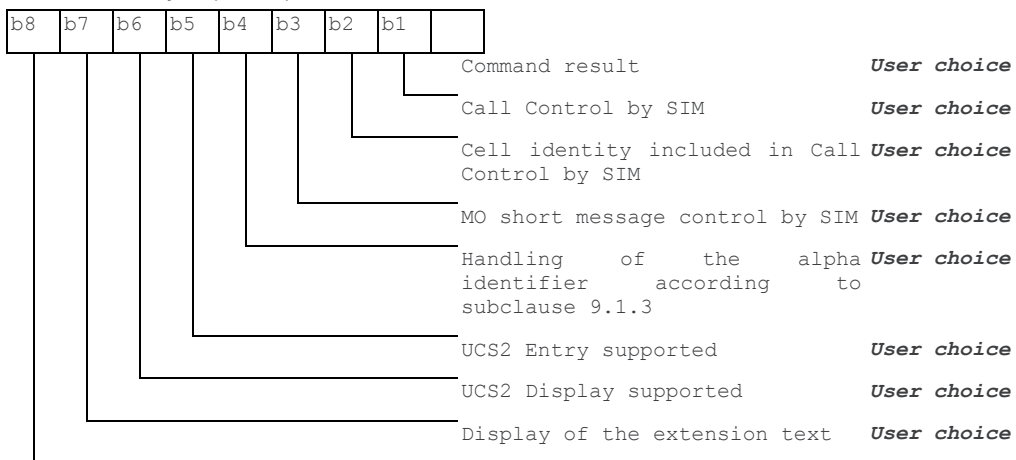 b8 b7 b6 b5 b4 b3 b2 b1
Command result User choice
Call Control by SIM User choice
Cell identity included in Call User choice
Control by SIM
MO short message control by SIM User choice
Handling of the alpha User choice
identifier according to
subclause 9.1.3
UCS2 Entry supported User choice
UCS2 Display supported User choice
Display of the extension text User choice